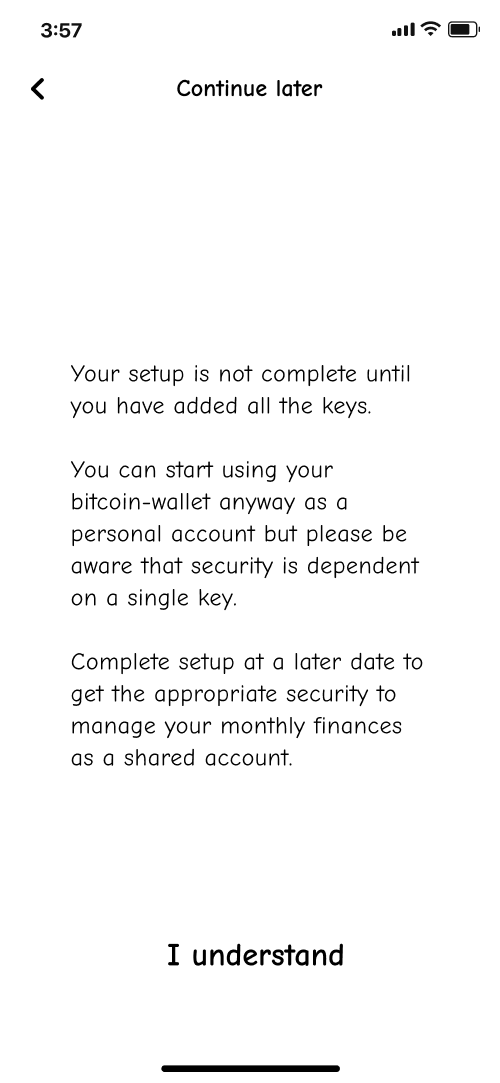 3:57
Continue later
Your setup is not complete until
you have added all the keys.
You can start using your
bitcoin-wallet anyway as a
personal account but please be
aware that security is dependent
on a single key.
Complete setup at a later date to
get the appropriate security to
manage your monthly finances
as a shared account.
I understand